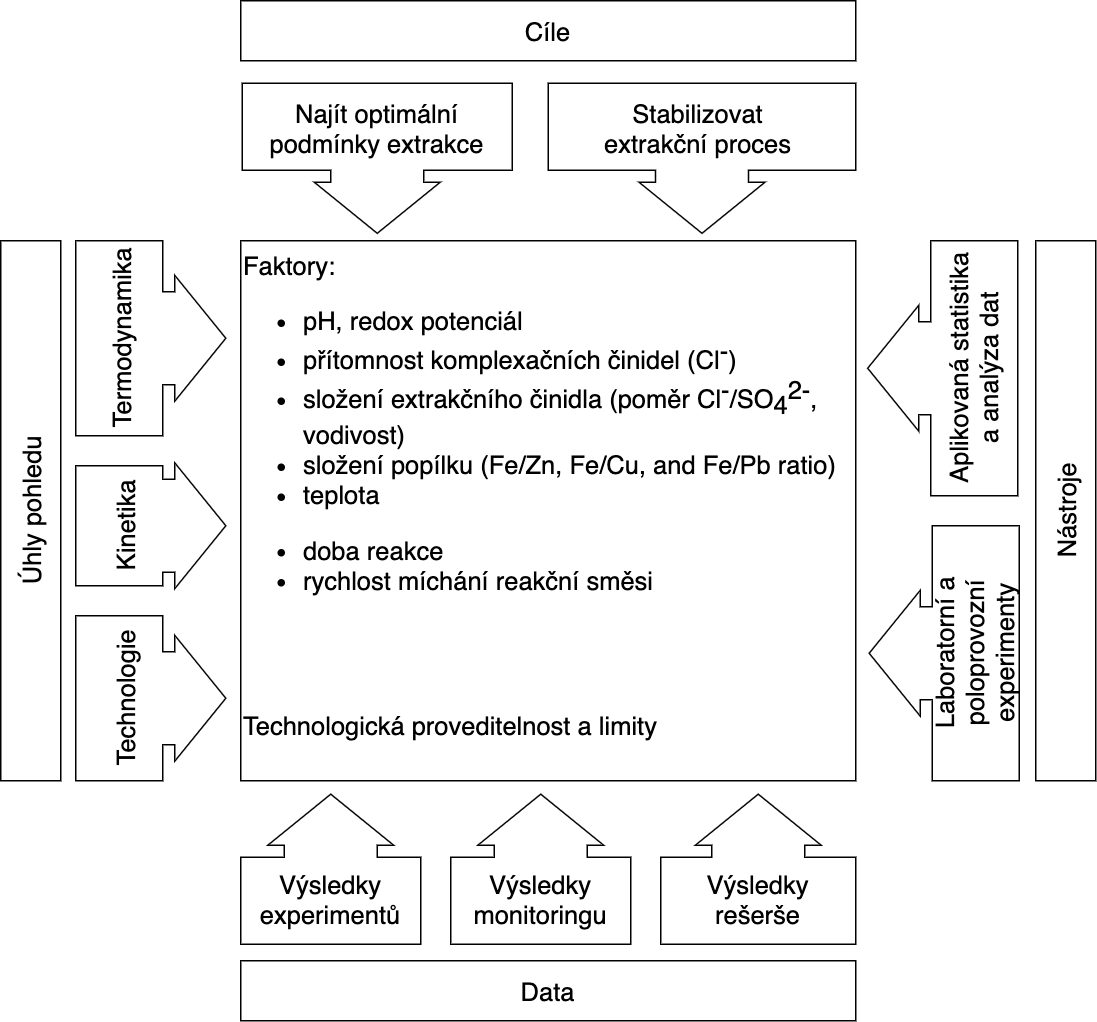 Cíle
Najít optimální
podmínky extrakce
Stabilizovat
extrakční proces
Úhly pohledu
Termodynamika
Kinetika
Technologie
Faktory:
• pH, redox potenciál
• přítomnost komplexačních činidel (Cl⁻)
• složení extrakčního činidla (poměr Cl⁻/SO₄²⁻,
vodivost)
• složení popílku (Fe/Zn, Fe/Cu, and Fe/Pb ratio)
• teplota
• doba reakce
• rychlost míchání reakční směsi
Technologická proveditelnost a limity
Aplikovaná statistika
a analýza dat
Laboratorní a
poloprovozní
experimenty
Nástroje
Výsledky
experimentů
Výsledky
monitoringu
Výsledky
rešerše
Data